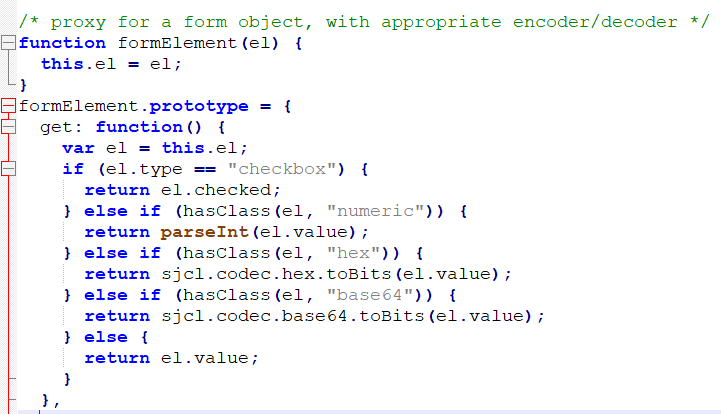 /* proxy for a form object, with appropriate encoder/decoder */
function formElement(el) {
  this.el = el;
}
formElement.prototype = {
  get: function() {
    var el = this.el;
    if (el.type == "checkbox") {
      return el.checked;
    } else if (hasClass(el, "numeric")) {
      return parseInt(el.value);
    } else if (hasClass(el, "hex")) {
      return sjcl.codec.hex.toBits(el.value);
    } else if (hasClass(el, "base64")) {
      return sjcl.codec.base64.toBits(el.value);
    } else {
      return el.value;
    }
  },